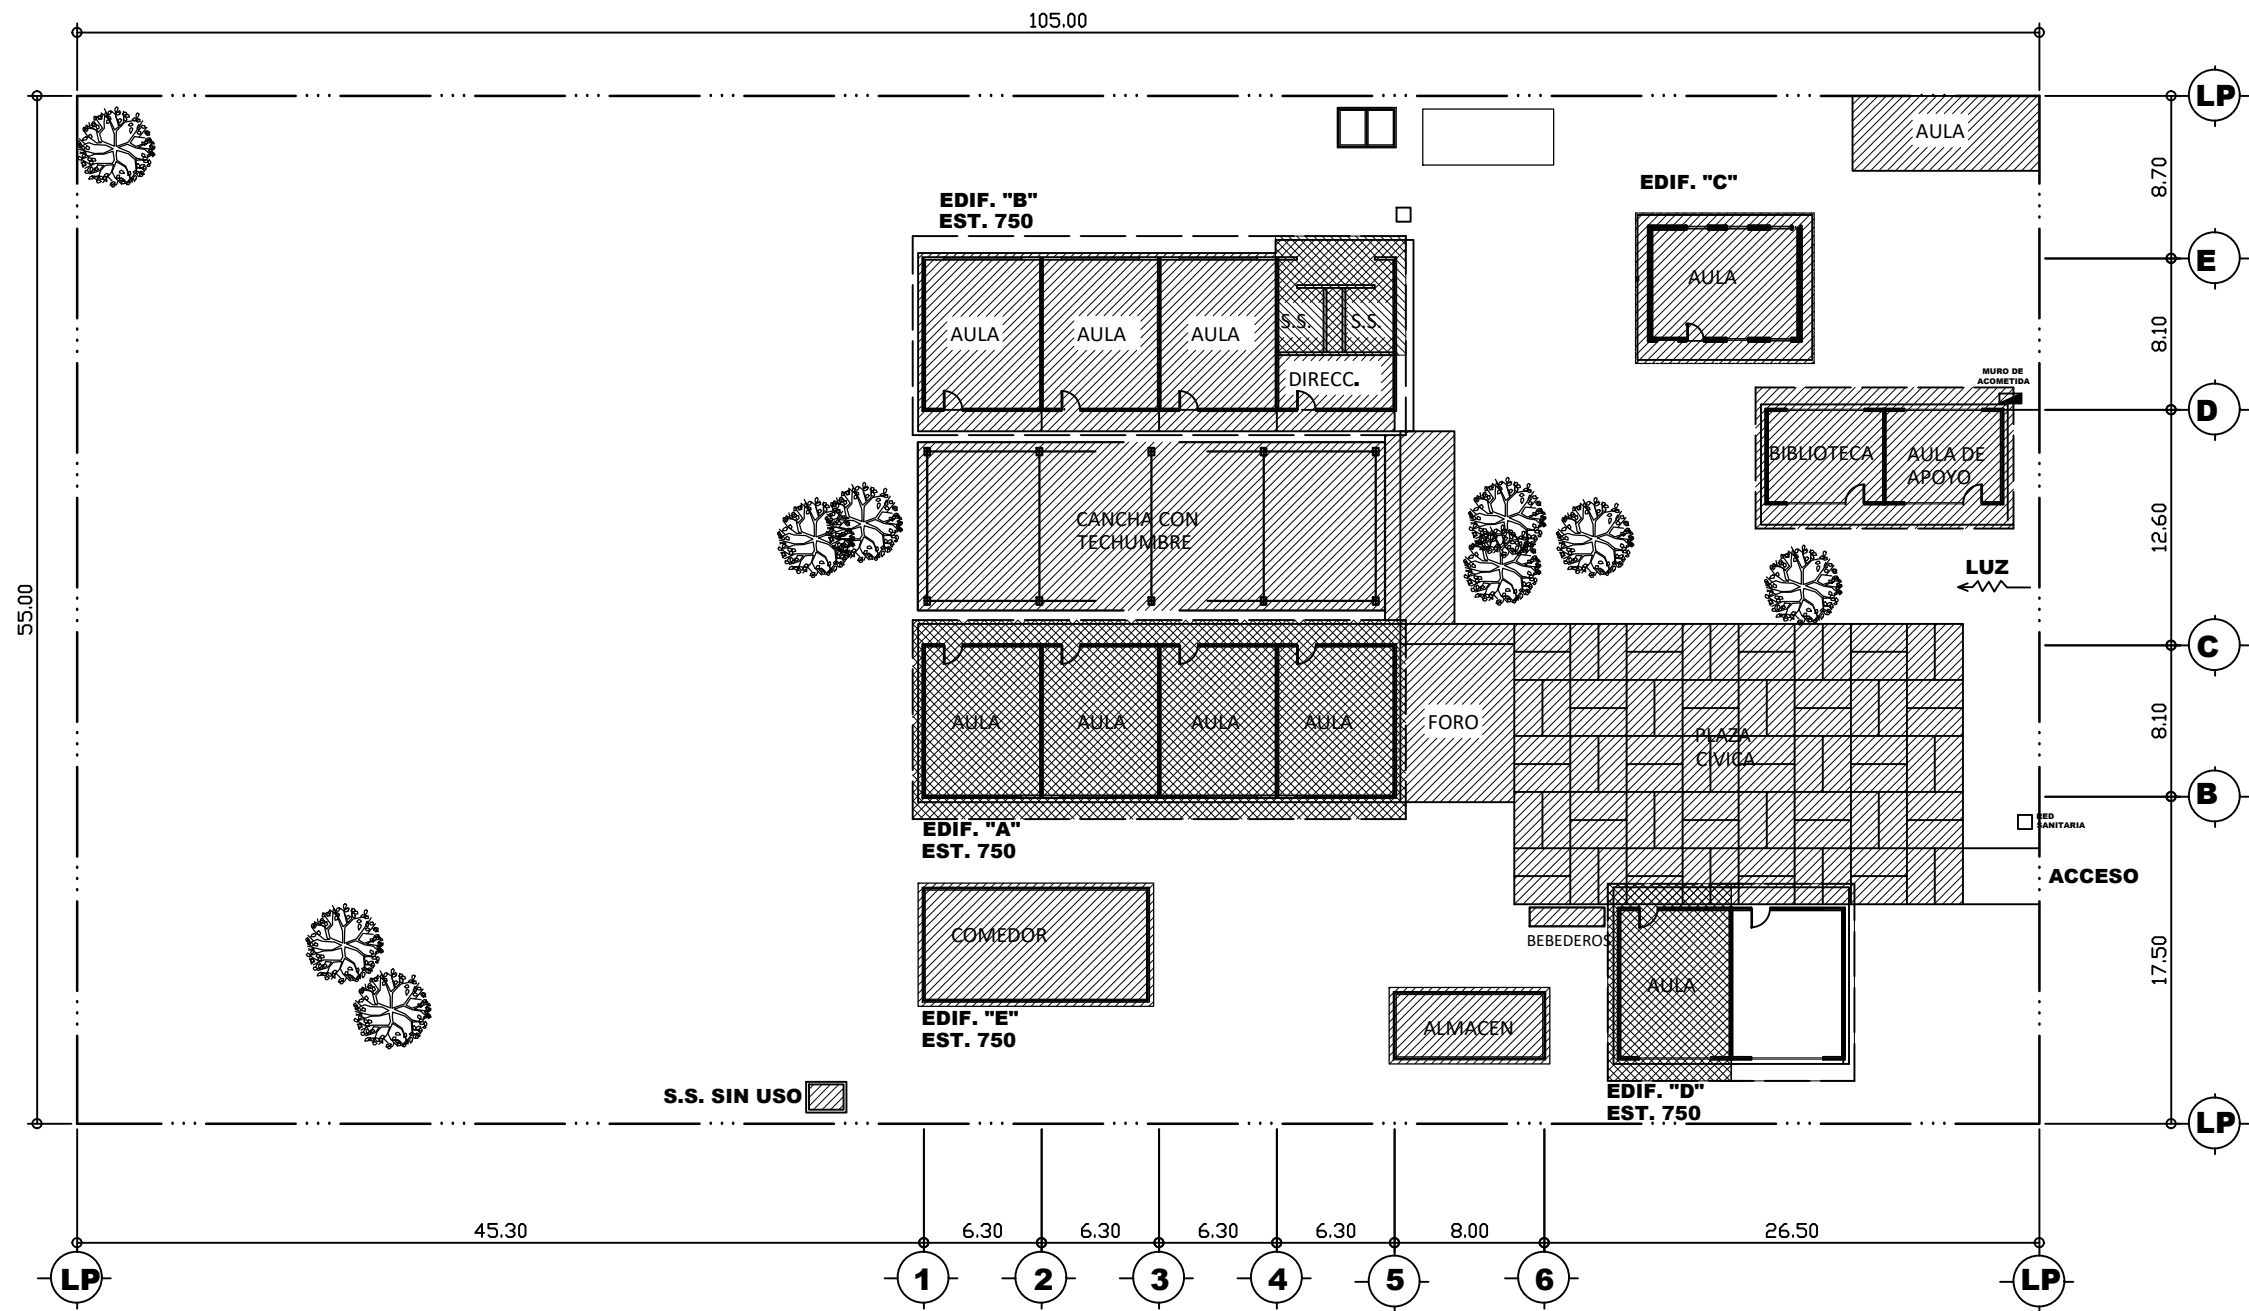 105.00
LP
AULA
8.70
EDIF. "C"
EDIF. "B"
EST. 750
E
AULA
S.S.
S.S.
AULA
AULA
AULA
8.10
DIRECC.
MURO DE
ACOMETIDA
D
BIBLIOTECA
AULA DE
APOYO
CANCHA CON
TECHUMBRE
12.60
LUZ
55.00
C
AULA
AULA
AULA
AULA
FORO
PLAZA
CIVICA
8.10
B
RED
SANITARIA
EDIF. "A"
EST. 750
ACCESO
COMEDOR
BEBEDEROS
17.50
AULA
EDIF. "E"
EST. 750
ALMACEN
S.S. SIN USO
EDIF. "D"
EST. 750
LP
45.30
6.30
6.30
6.30
6.30
8.00
26.50
LP
1
2
3
4
5
6
LP